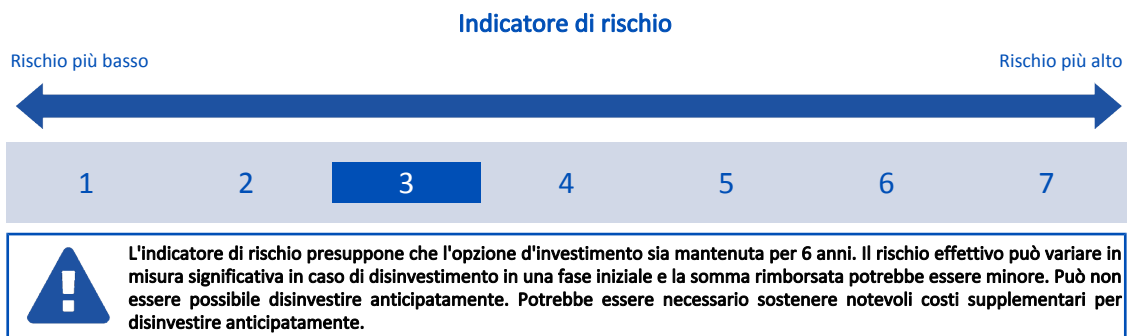 Indicatore di rischio
Rischio più basso
Rischio più alto
1 2 3 4 5 6 7
L'indicatore di rischio presuppone che l'opzione d'investimento sia mantenuta per 6 anni. Il rischio effettivo può variare in
misura significativa in caso di disinvestimento in una fase iniziale e la somma rimborsata potrebbe essere minore. Può non
essere possibile disinvestire anticipatamente. Potrebbe essere necessario sostenere notevoli costi supplementari per
disinvestire anticipatamente.